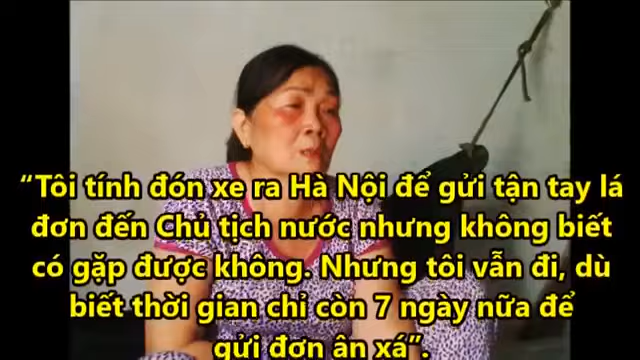 “Tôi tính đón xe ra Hà Nội để gửi tận tay lá
đơn đến Chủ tịch nước nhưng không biết
có gặp được không. Nhưng tôi vẫn đi, dù
biết thời gian chỉ còn 7 ngày nữa để
gửi đơn ân xá”.